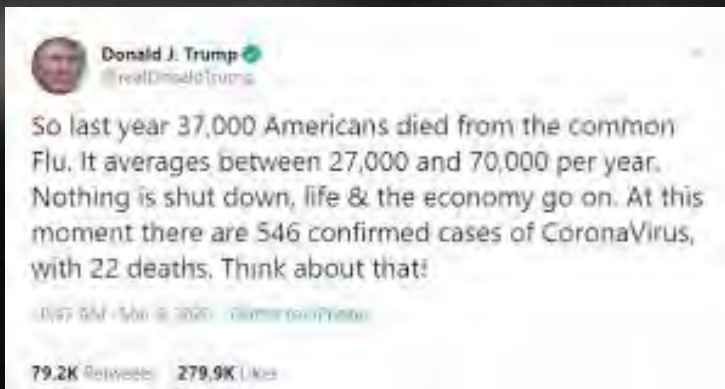 Donald J. Trump
So last year 37,000 Americans died from the common
Flu. It averages between 27,000 and 70,000 per year.
Nothing is shut down, life & the economy go on. At this
moment there are 546 confirmed cases of CoronaVirus,
with 22 deaths. Think about that!
79.2K Retweets 279.9K Likes